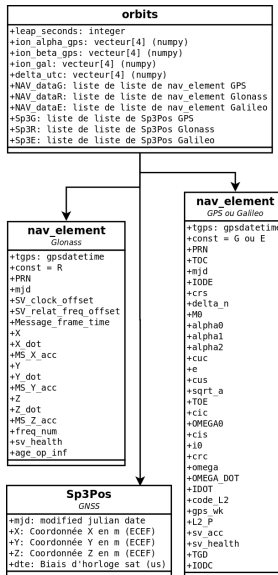 orbits
+leap_seconds: integer
+ion_alpha_gps: vecteur[4] (numpy)
+ion_beta_gps: vecteur[4] (numpy)
+ion_gal: vecteur[4] (numpy)
+delta_utc: vecteur[4] (numpy)
+NAV_dataG: liste de liste de nav_element GPS
+NAV_dataR: liste de liste de nav_element Glonass
+NAV_dataE: liste de liste de nav_element Galileo
+Sp3G: liste de liste de Sp3Pos GPS
+Sp3R: liste de liste de Sp3Pos Glonass
+Sp3E: liste de liste de Sp3Pos Galileo
nav_element
Glonass
+tgps: gpsdatetime
+const = R
+PRN
+mjd
+SV_clock_offset
+SV_relat_freq_offset
+Message_frame_time
+X
+X_dot
+MS_X_acc
+Y
+Y_dot
+MS_Y_acc
+Z
+Z_dot
+MS_Z_acc
+freq_num
+sv_health
+age_op_inf
nav_element
GPS ou Galileo
+tgps: gpsdatetime
+const = G ou E
+PRN
+TOC
+mjd
+IODE
+crs
+delta_n
+M0
+alpha0
+alpha1
+alpha2
+cuc
+e
+cus
+sqrt_a
+TOE
+cic
+OMEGA0
+cis
+i0
+crc
+omega
+OMEGA_DOT
+IDOT
+code_L2
+gps_wk
+L2_P
+sv_acc
+sv_health
+TGD
+IODC
Sp3Pos
GNSS
+mjd: modified julian date
+X: Coordonnée X en m (ECEF)
+Y: Coordonnée Y en m (ECEF)
+Z: Coordonnée Z en m (ECEF)
+dte: Biais d'horloge sat (us)